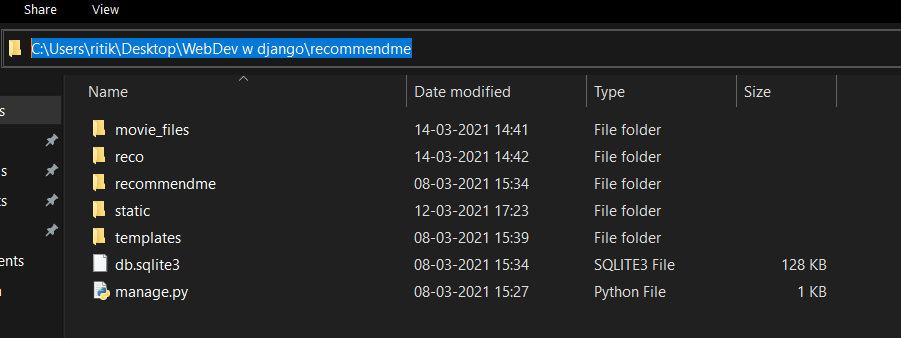 Share View
C:\Users\ritik\Desktop\WebDev w django\recommendme
Name Date modified Type Size
movie_files 14-03-2021 14:41 File folder
reco 14-03-2021 14:42 File folder
recommendme 08-03-2021 15:34 File folder
static 12-03-2021 17:23 File folder
templates 08-03-2021 15:39 File folder
db.sqlite3 08-03-2021 15:34 SQLITE3 File 128 KB
manage.py 08-03-2021 15:27 Python File 1 KB